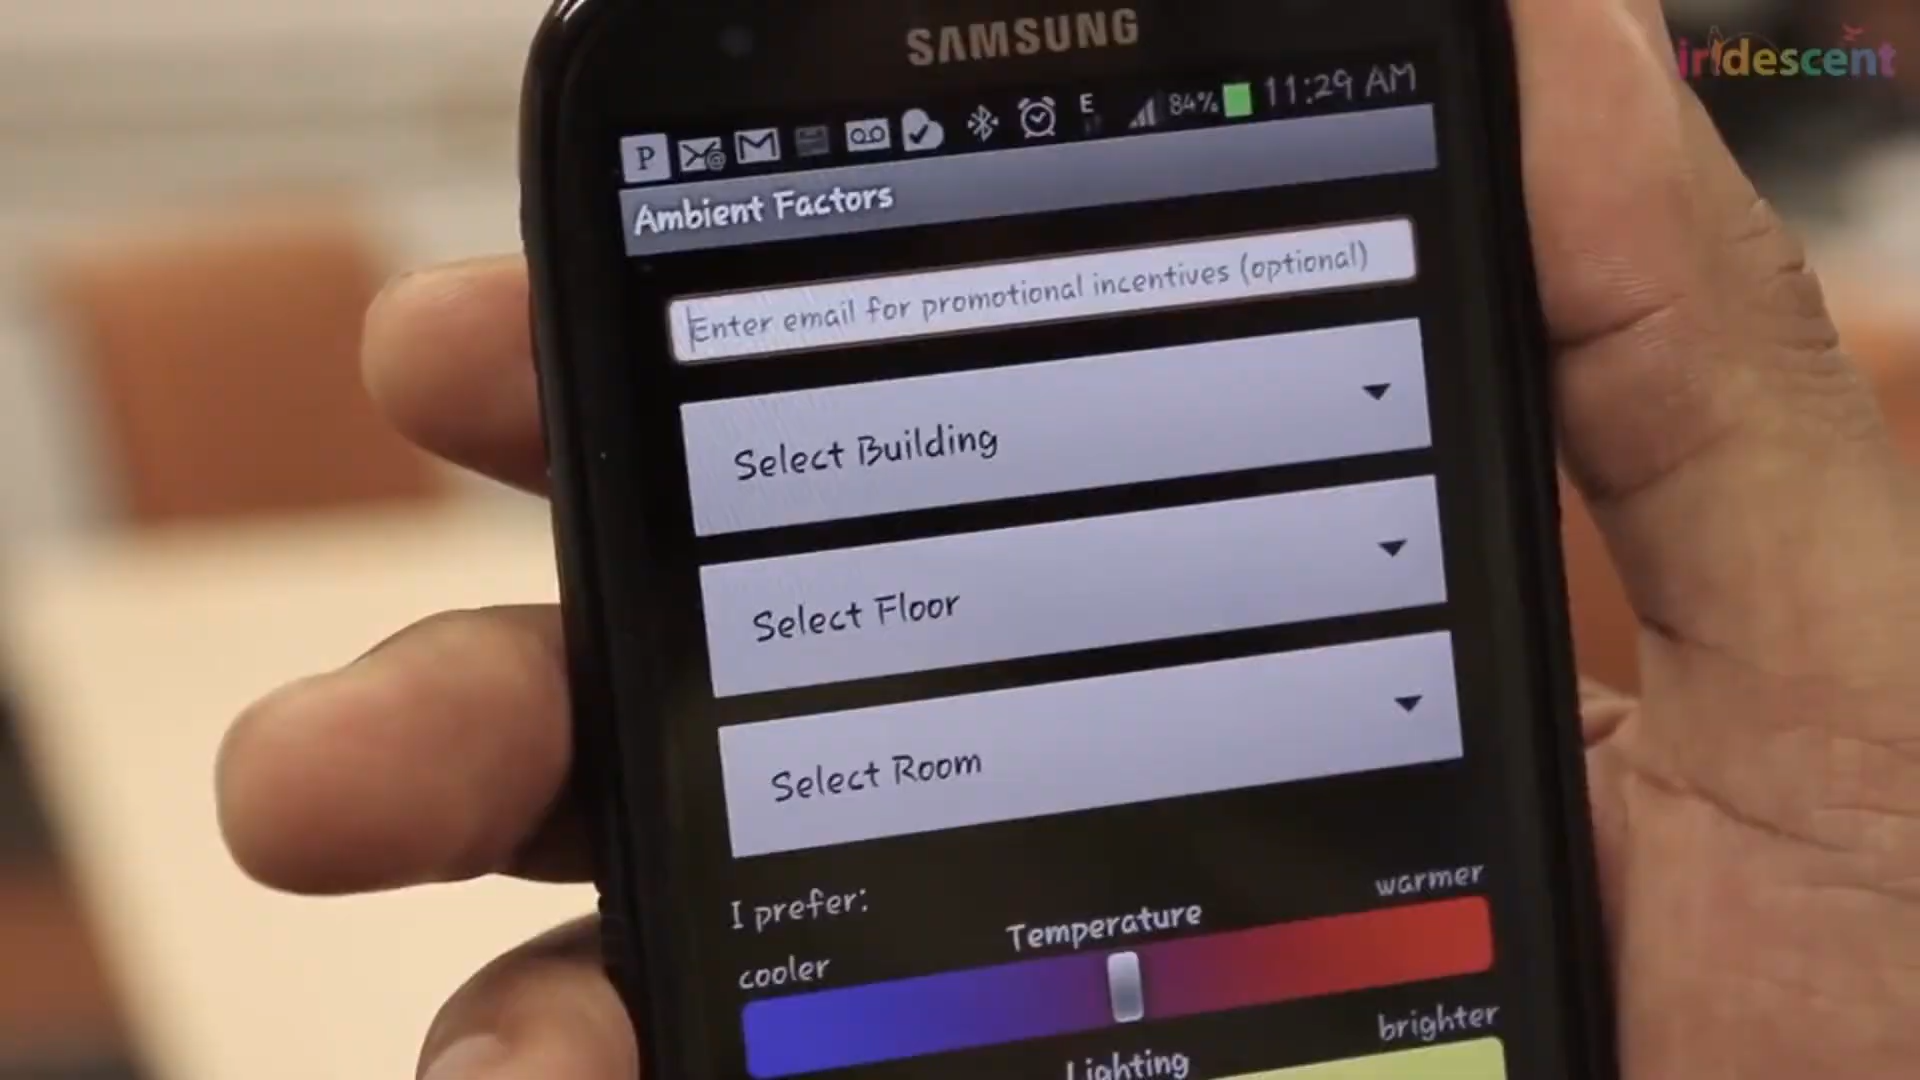 SAMSUNG
iridescent
P E 84% 11:29 AM
Ambient Factors
Enter email for promotional incentives (optional)
Select Building
Select Floor
Select Room
I prefer:
warmer
Temperature
cooler
brighter
Lighting